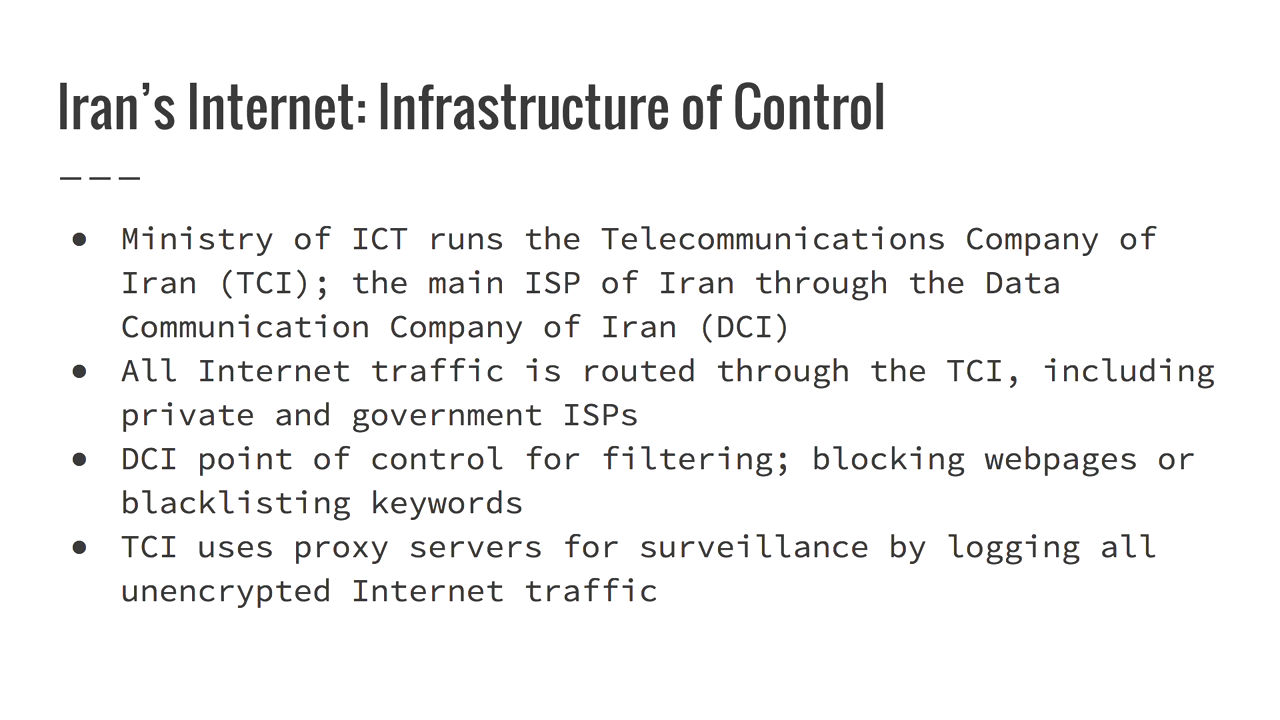 Iran’s Internet: Infrastructure of Control
● Ministry of ICT runs the Telecommunications Company of
Iran (TCI); the main ISP of Iran through the Data
Communication Company of Iran (DCI)
● All Internet traffic is routed through the TCI, including
private and government ISPs
● DCI point of control for filtering; blocking webpages or
blacklisting keywords
● TCI uses proxy servers for surveillance by logging all
unencrypted Internet traffic